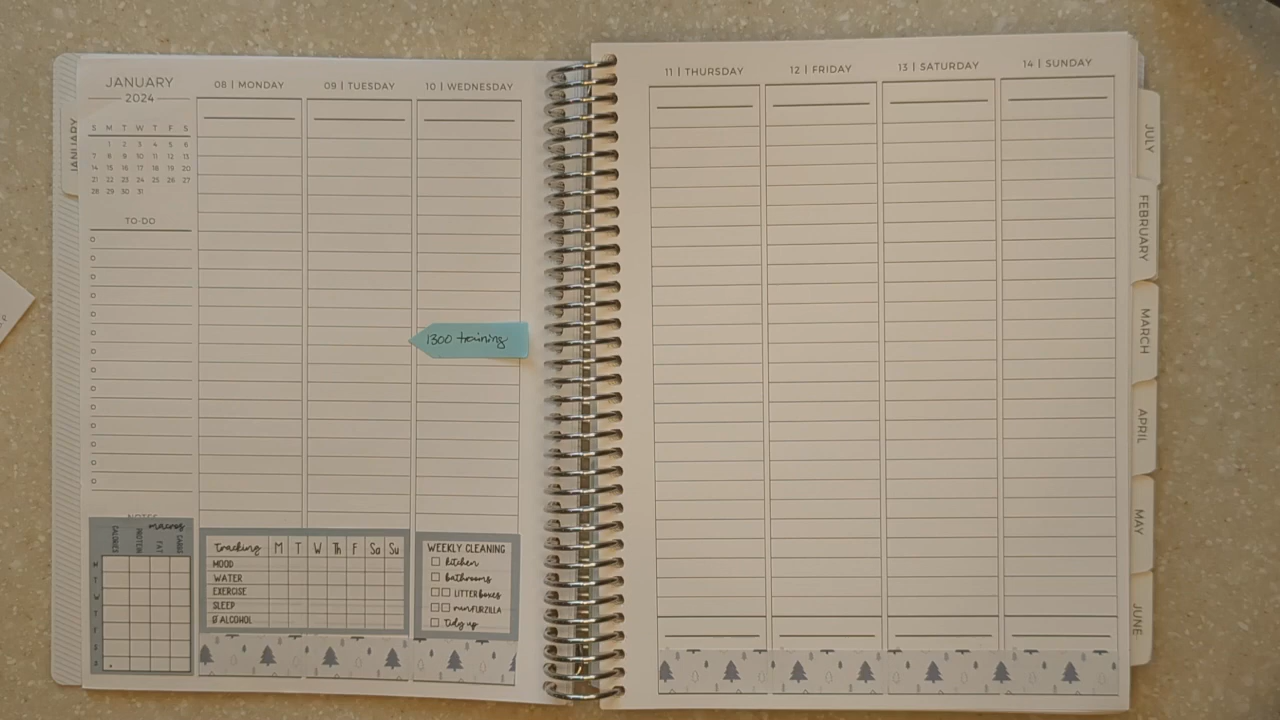 JANUARY
2024
S M T W T F S
1 2 3 4 5 6
7 8 9 10 11 12 13
14 15 16 17 18 19 20
21 22 23 24 25 26 27
28 29 30 31
TO-DO
NOTES
JANUARY
08 | MONDAY
09 | TUESDAY
10 | WEDNESDAY
1300 training
macros
CALORIES PROTEIN FAT CARBS
M
T
W
T
F
S
S
Tracking M T W Th F Sa Su
MOOD
WATER
EXERCISE
SLEEP
ALCOHOL
WEEKLY CLEANING
kitchen
bathrooms
LITTER boxes
run FURZILLA
Tidy up
11 | THURSDAY
12 | FRIDAY
13 | SATURDAY
14 | SUNDAY
JULY
FEBRUARY
MARCH
APRIL
MAY
JUNE